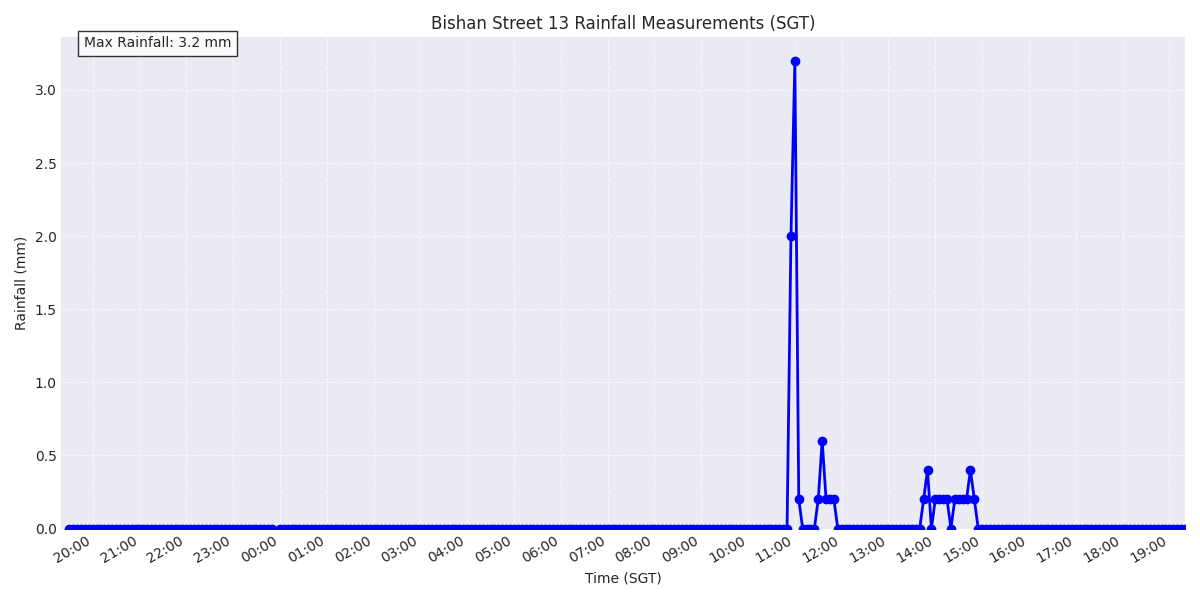 Bishan Street 13 Rainfall Measurements (SGT)
Max Rainfall: 3.2 mm
Rainfall (mm)
3.0
2.5
2.0
1.5
1.0
0.5
0.0
20:00 21:00 22:00 23:00 00:00 01:00 02:00 03:00 04:00 05:00 06:00 07:00 08:00 09:00 10:00 11:00 12:00 13:00 14:00 15:00 16:00 17:00 18:00 19:00
Time (SGT)